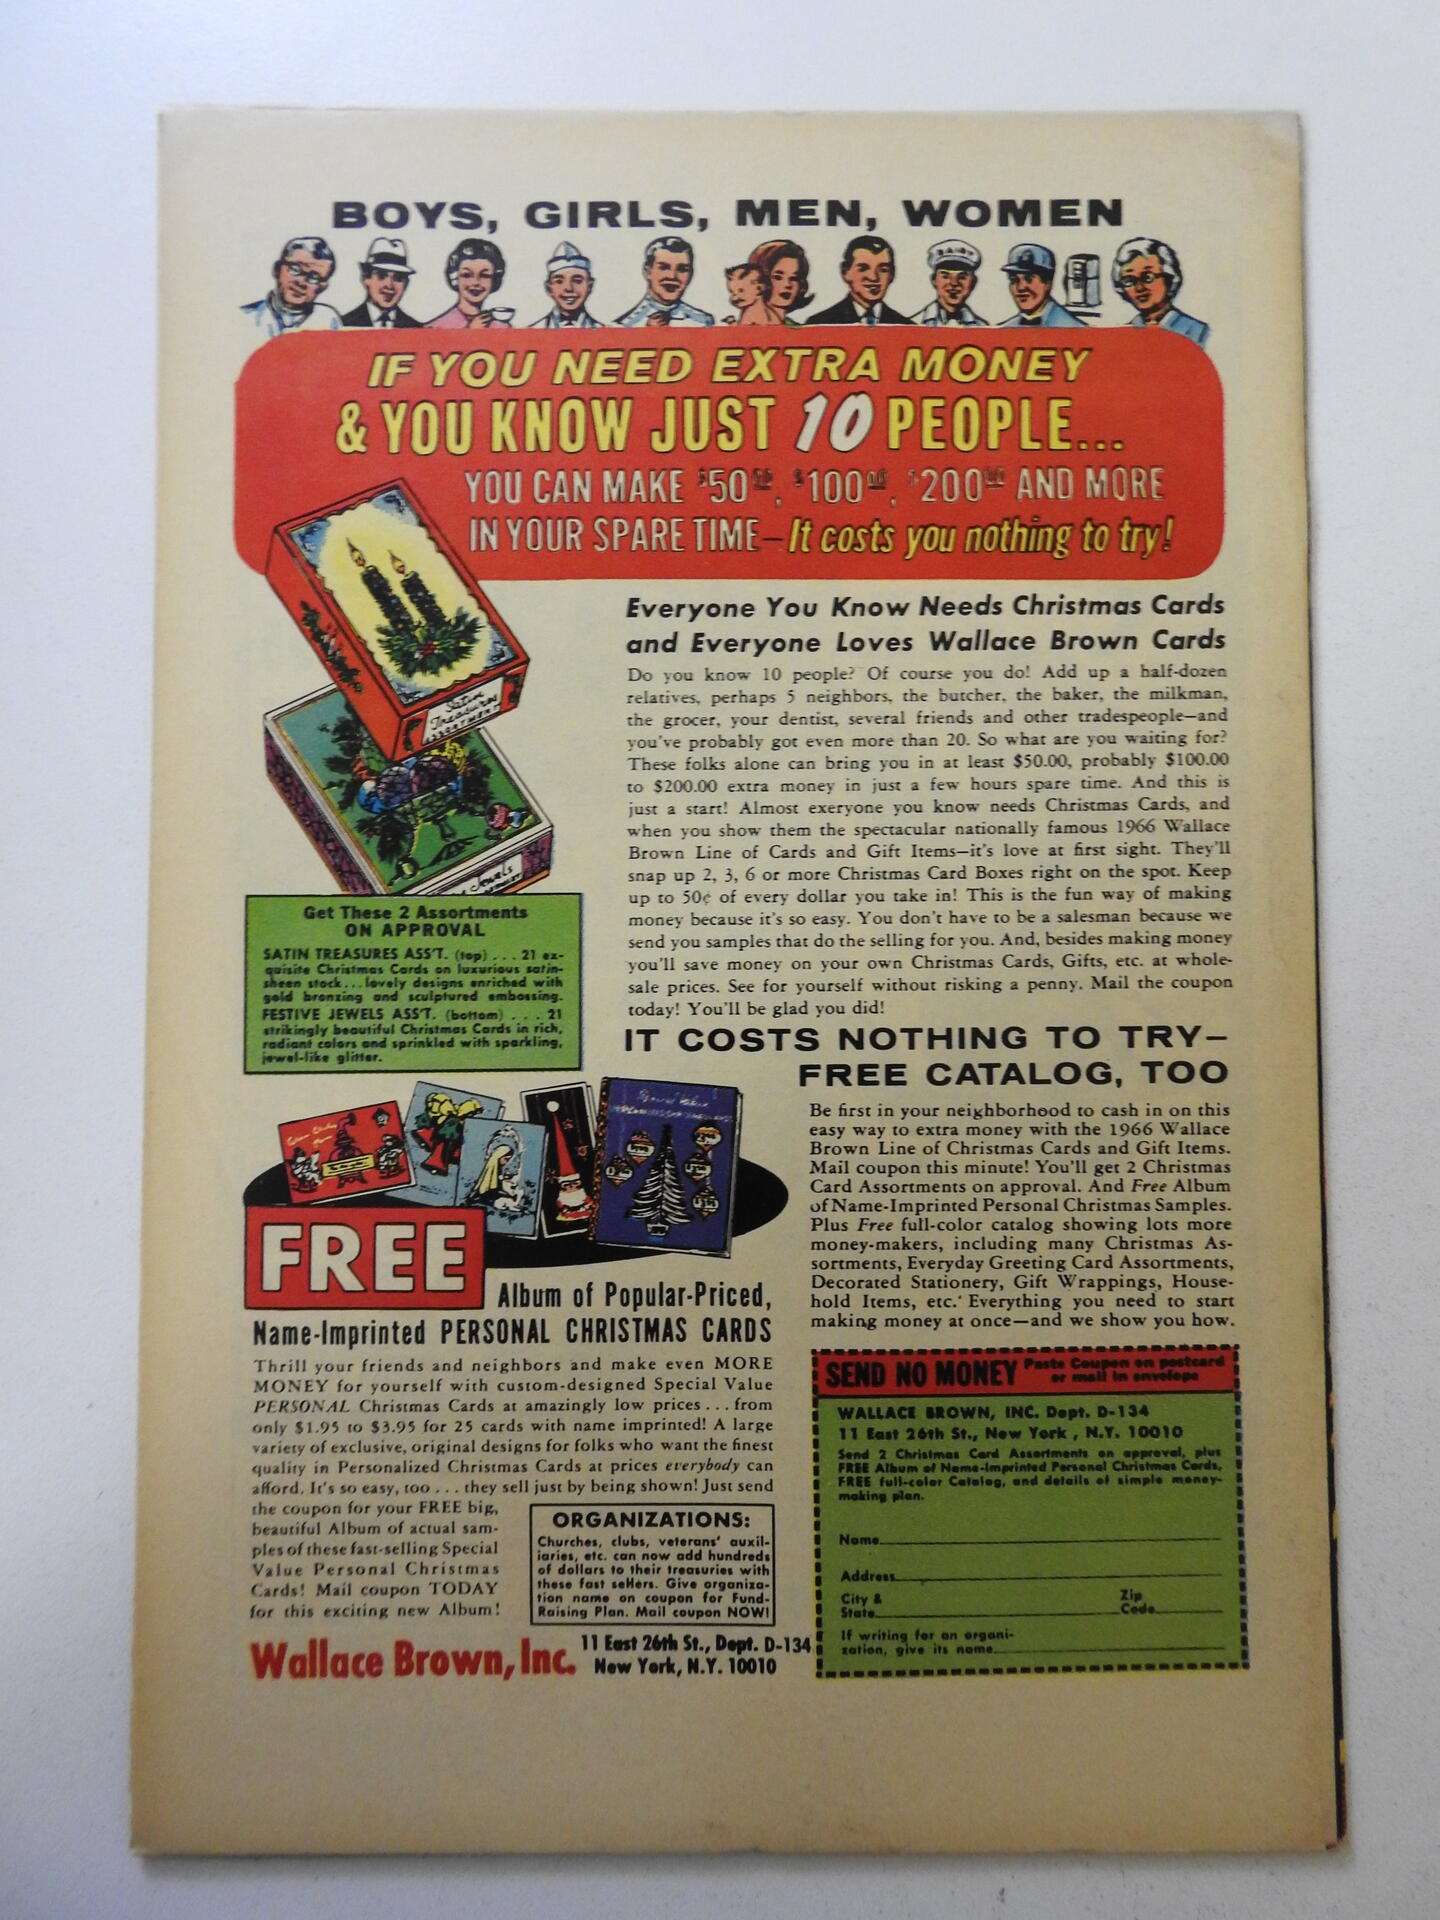 BOYS, GIRLS, MEN, WOMEN
DAIRY
IF YOU NEED EXTRA MONEY
& YOU KNOW JUST 10 PEOPLE...
YOU CAN MAKE $50⁰⁰, $100⁰⁰, $200⁰⁰ AND MORE
IN YOUR SPARE TIME—It costs you nothing to try!
Satin
Treasures
ASSORTMENT
Jewels
Get These 2 Assortments
ON APPROVAL
SATIN TREASURES ASS'T. (top) . . . 21 ex-
quisite Christmas Cards on luxurious satin-
sheen stock...lovely designs enriched with
gold bronzing and sculptured embossing.
FESTIVE JEWELS ASS'T. (bottom) . . . 21
strikingly beautiful Christmas Cards in rich,
radiant colors and sprinkled with sparkling,
jewel-like glitter.
Everyone You Know Needs Christmas Cards
and Everyone Loves Wallace Brown Cards
Do you know 10 people? Of course you do! Add up a half-dozen
relatives, perhaps 5 neighbors, the butcher, the baker, the milkman,
the grocer, your dentist, several friends and other tradespeople—and
you've probably got even more than 20. So what are you waiting for?
These folks alone can bring you in at least $50.00, probably $100.00
to $200.00 extra money in just a few hours spare time. And this is
just a start! Almost exeryone you know needs Christmas Cards, and
when you show them the spectacular nationally famous 1966 Wallace
Brown Line of Cards and Gift Items—it's love at first sight. They'll
snap up 2, 3, 6 or more Christmas Card Boxes right on the spot. Keep
up to 50¢ of every dollar you take in! This is the fun way of making
money because it's so easy. You don't have to be a salesman because we
send you samples that do the selling for you. And, besides making money
you'll save money on your own Christmas Cards, Gifts, etc. at whole-
sale prices. See for yourself without risking a penny. Mail the coupon
today! You'll be glad you did!
IT COSTS NOTHING TO TRY—
FREE CATALOG, TOO
Be first in your neighborhood to cash in on this
easy way to extra money with the 1966 Wallace
Brown Line of Christmas Cards and Gift Items.
Mail coupon this minute! You'll get 2 Christmas
Card Assortments on approval. And Free Album
of Name-Imprinted Personal Christmas Samples.
Plus Free full-color catalog showing lots more
money-makers, including many Christmas As-
sortments, Everyday Greeting Card Assortments,
Decorated Stationery, Gift Wrappings, House-
hold Items, etc. Everything you need to start
making money at once—and we show you how.
FREE
Album of Popular-Priced,
Name-Imprinted PERSONAL CHRISTMAS CARDS
Thrill your friends and neighbors and make even MORE
MONEY for yourself with custom-designed Special Value
PERSONAL Christmas Cards at amazingly low prices . . . from
only $1.95 to $3.95 for 25 cards with name imprinted! A large
variety of exclusive, original designs for folks who want the finest
quality in Personalized Christmas Cards at prices everybody can
afford. It's so easy, too . . . they sell just by being shown! Just send
the coupon for your FREE big,
beautiful Album of actual sam-
ples of these fast-selling Special
Value Personal Christmas
Cards! Mail coupon TODAY
for this exciting new Album!
ORGANIZATIONS:
Churches, clubs, veterans' auxil-
iaries, etc. can now add hundreds
of dollars to their treasuries with
these fast sellers. Give organiza-
tion name on coupon for Fund-
Raising Plan. Mail coupon NOW!
Wallace Brown, Inc. 11 East 26th St., Dept. D-134
New York, N.Y. 10010
SEND NO MONEY Paste Coupon on postcard
or mail in envelope
WALLACE BROWN, INC. Dept. D-134
11 East 26th St., New York, N.Y. 10010
Send 2 Christmas Card Assortments on approval, plus
FREE Album of Name-Imprinted Personal Christmas Cards,
FREE full-color Catalog, and details of simple money-
making plan.
Name
Address
City &
State
Zip
Code
If writing for an organi-
zation, give its name